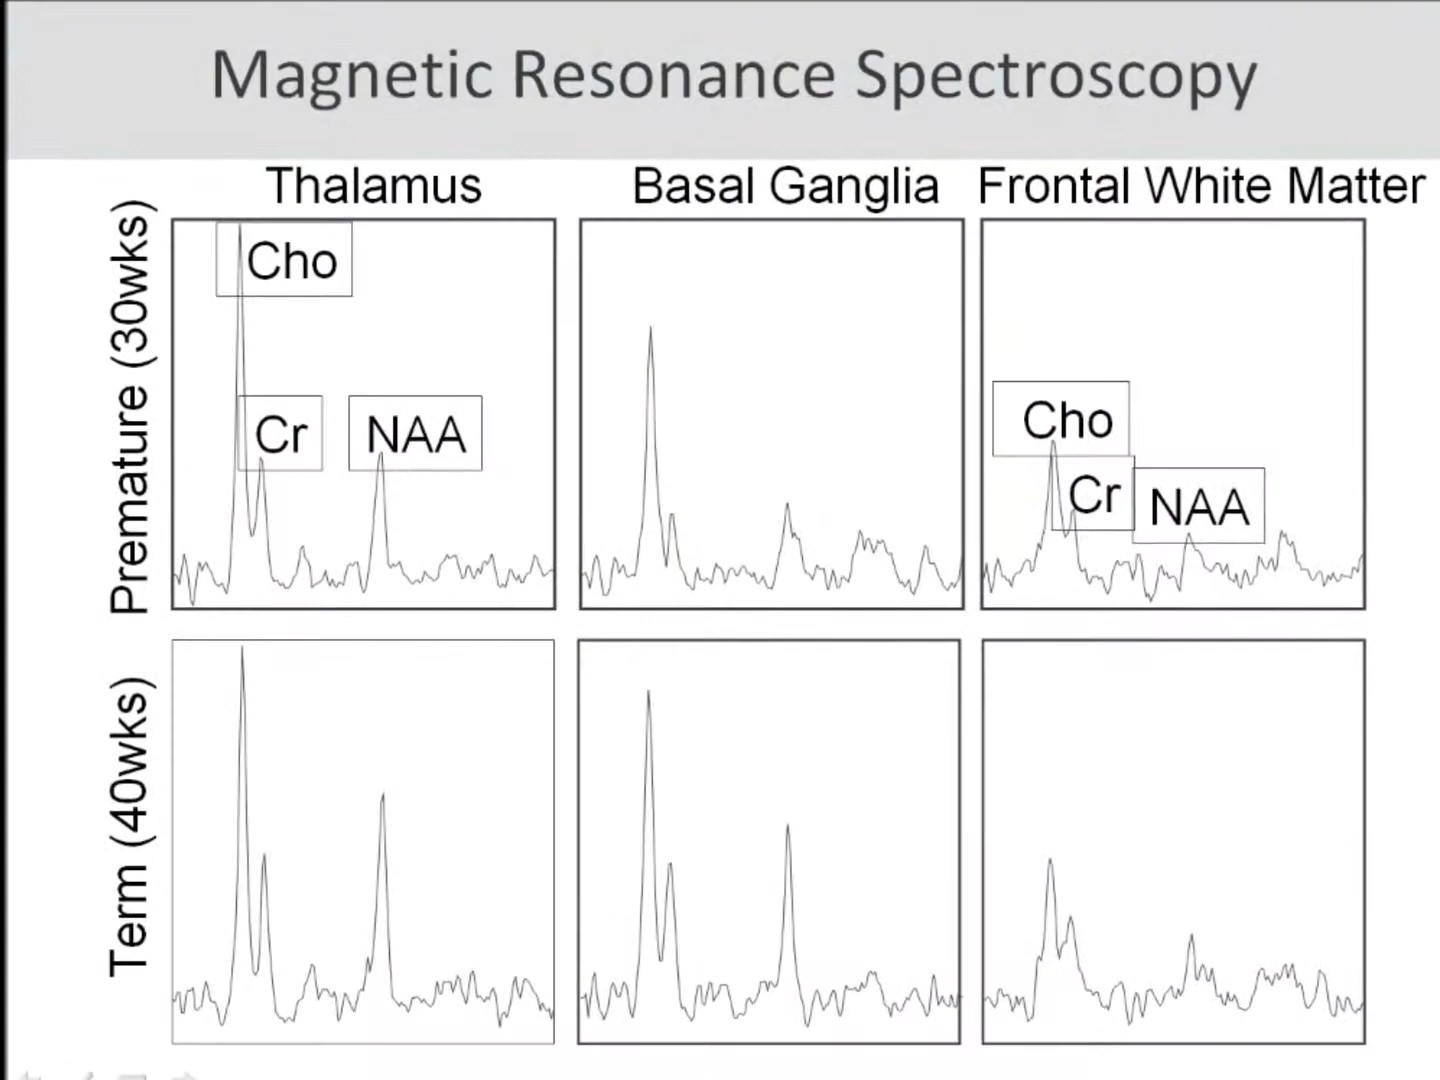 Magnetic Resonance Spectroscopy
Thalamus
Basal Ganglia
Frontal White Matter
Premature (30wks)
Cho
Cr
NAA
Cho
Cr
NAA
Term (40wks)